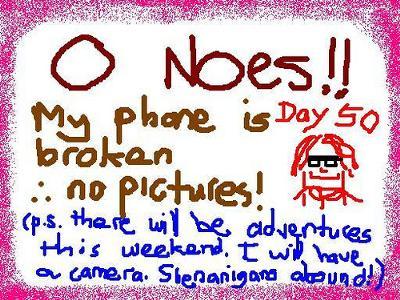 O Noes!!
My phone is Day 50
broken
∴ no pictures!
(p.s. there will be adventures
this weekend. I will have
a camera. Shenanigans abound!)